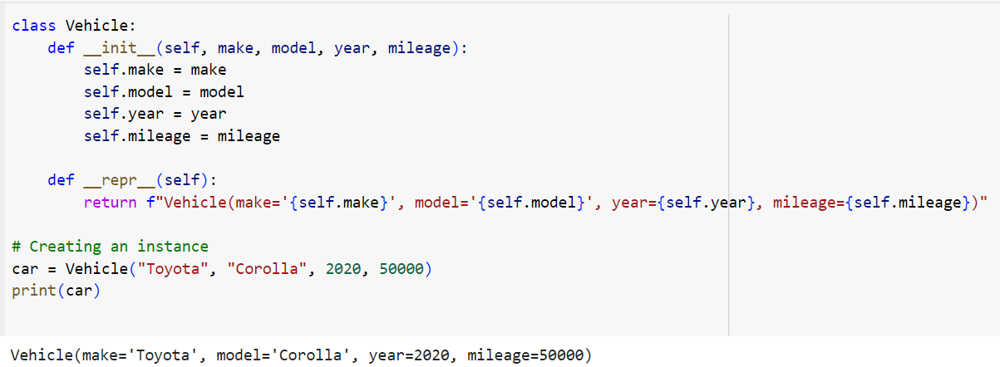 class Vehicle:
    def __init__(self, make, model, year, mileage):
        self.make = make
        self.model = model
        self.year = year
        self.mileage = mileage

    def __repr__(self):
        return f"Vehicle(make='{self.make}', model='{self.model}', year={self.year}, mileage={self.mileage})"

# Creating an instance
car = Vehicle("Toyota", "Corolla", 2020, 50000)
print(car)

Vehicle(make='Toyota', model='Corolla', year=2020, mileage=50000)